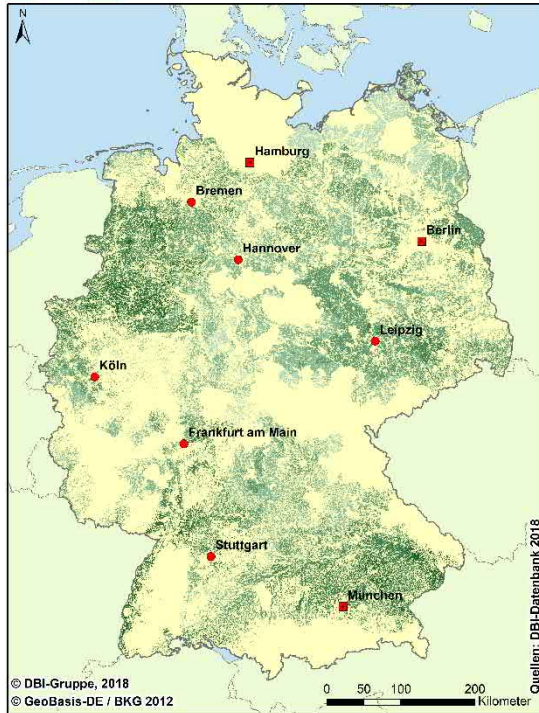 N
Hamburg
Bremen
Berlin
Hannover
Leipzig
Köln
Frankfurt am Main
Stuttgart
München
Quellen: DBI-Datenbank 2018
© DBI-Gruppe, 2018
© GeoBasis-DE / BKG 2012
0 50 100 200
Kilometer